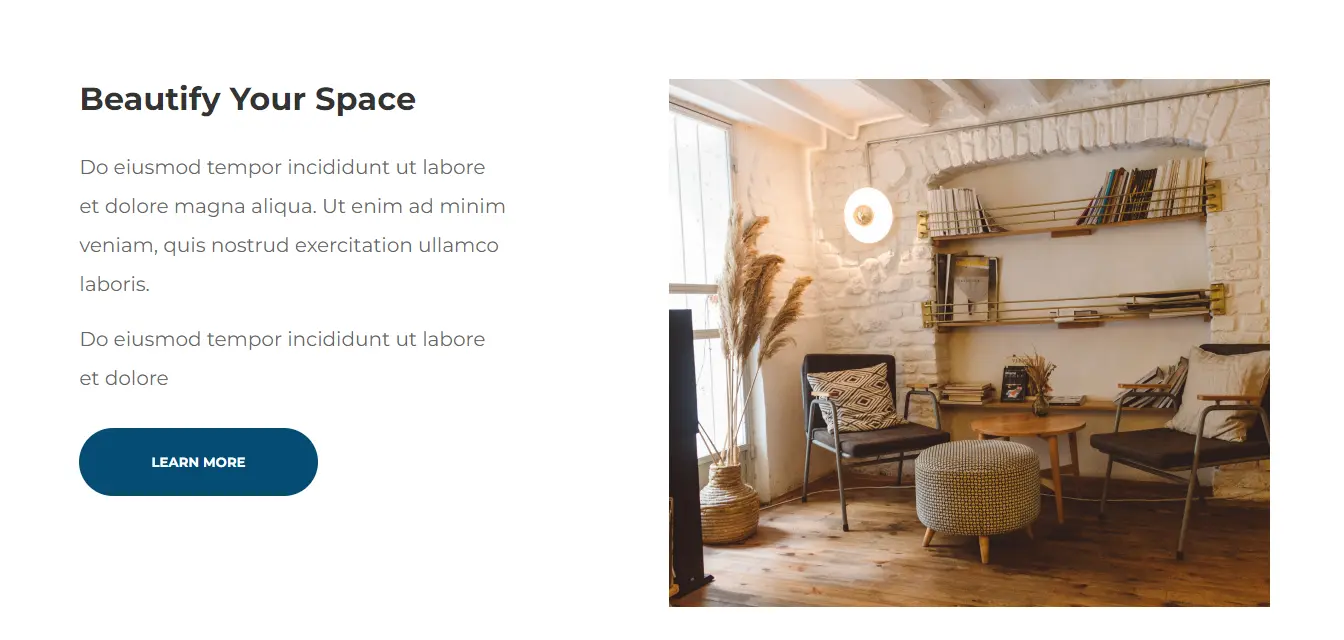 Beautify Your Space
Do eiusmod tempor incididunt ut labore
et dolore magna aliqua. Ut enim ad minim
veniam, quis nostrud exercitation ullamco
laboris.
Do eiusmod tempor incididunt ut labore
et dolore
LEARN MORE